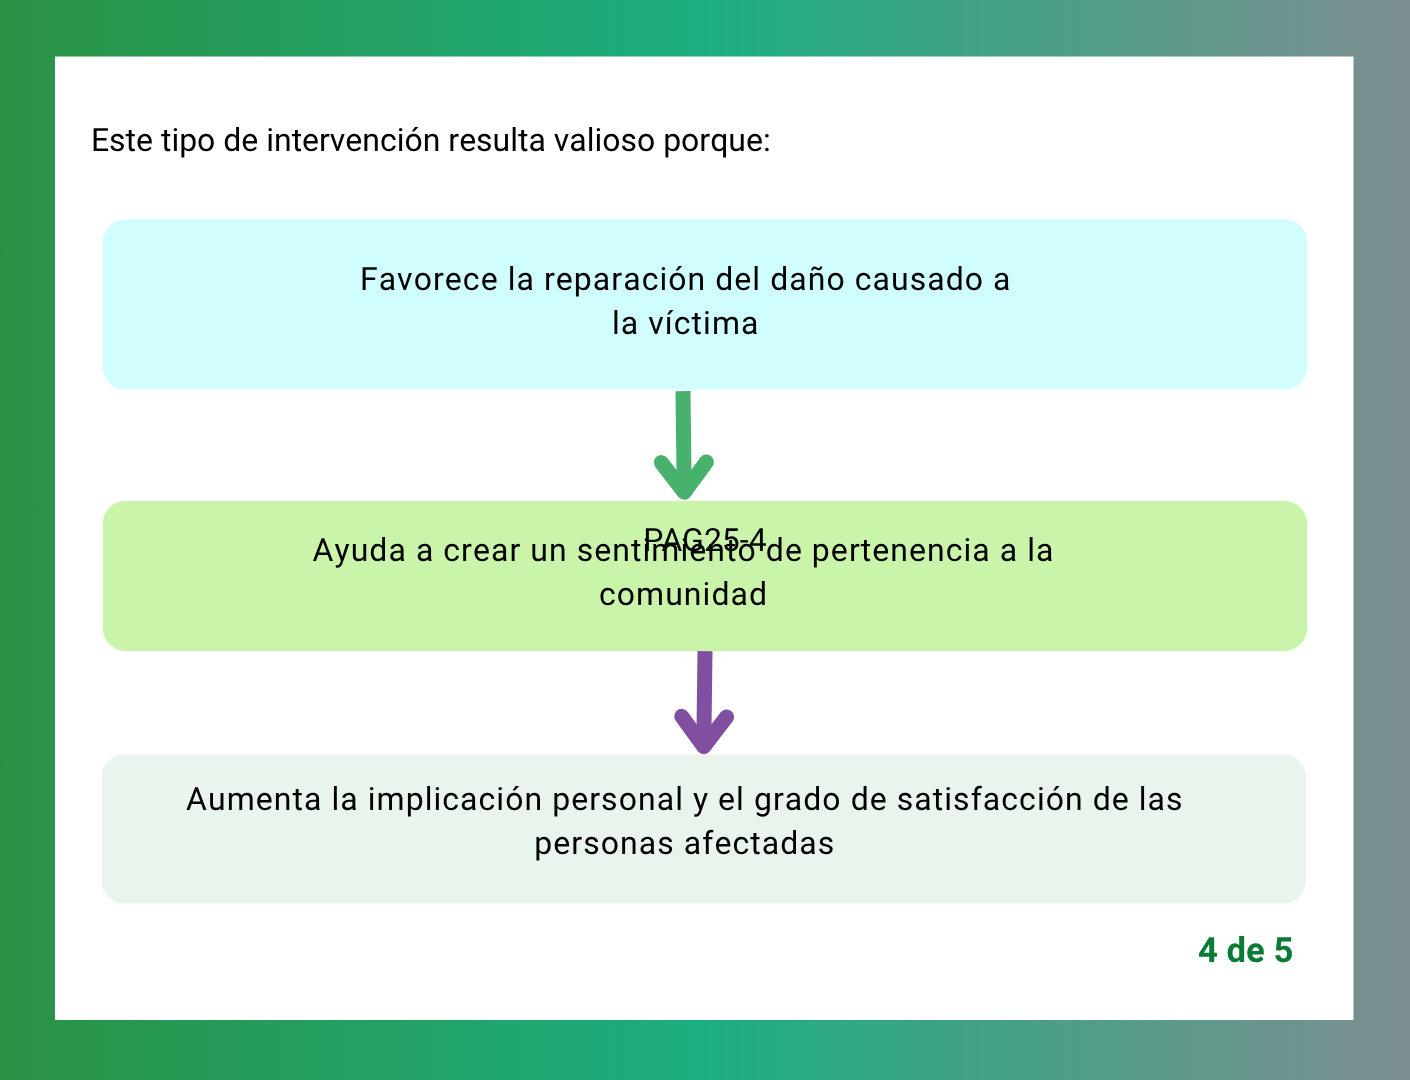 Este tipo de intervención resulta valioso porque:
Favorece la reparación del daño causado a
la víctima
PAG25-4
Ayuda a crear un sentimiento de pertenencia a la
comunidad
Aumenta la implicación personal y el grado de satisfacción de las
personas afectadas
4 de 5